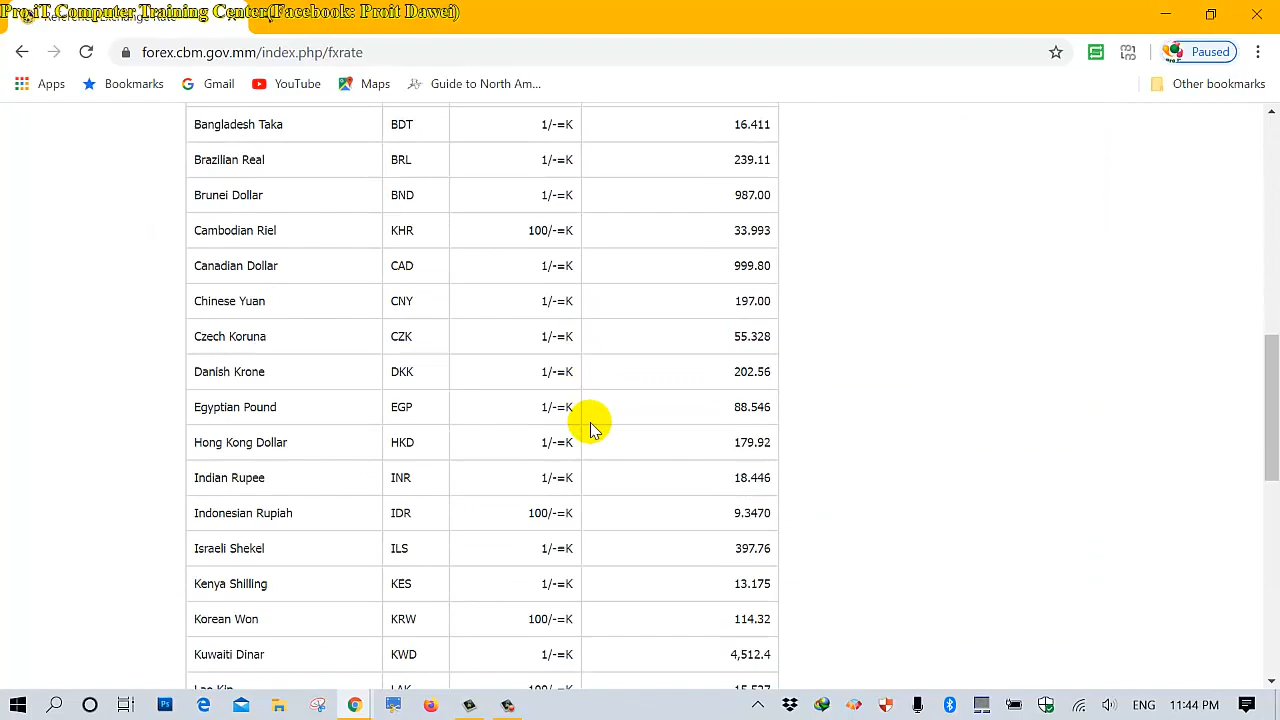 Pro.iT Computer Training Center(Facebook: Proit Dawei)
forex.cbm.gov.mm/index.php/fxrate
Paused
Apps Bookmarks Gmail YouTube Maps Guide to North Am... Other bookmarks
Bangladesh Taka BDT 1/-=K 16.411
Brazilian Real BRL 1/-=K 239.11
Brunei Dollar BND 1/-=K 987.00
Cambodian Riel KHR 100/-=K 33.993
Canadian Dollar CAD 1/-=K 999.80
Chinese Yuan CNY 1/-=K 197.00
Czech Koruna CZK 1/-=K 55.328
Danish Krone DKK 1/-=K 202.56
Egyptian Pound EGP 1/-=K 88.546
Hong Kong Dollar HKD 1/-=K 179.92
Indian Rupee INR 1/-=K 18.446
Indonesian Rupiah IDR 100/-=K 9.3470
Israeli Shekel ILS 1/-=K 397.76
Kenya Shilling KES 1/-=K 13.175
Korean Won KRW 100/-=K 114.32
Kuwaiti Dinar KWD 1/-=K 4,512.4
ENG 11:44 PM